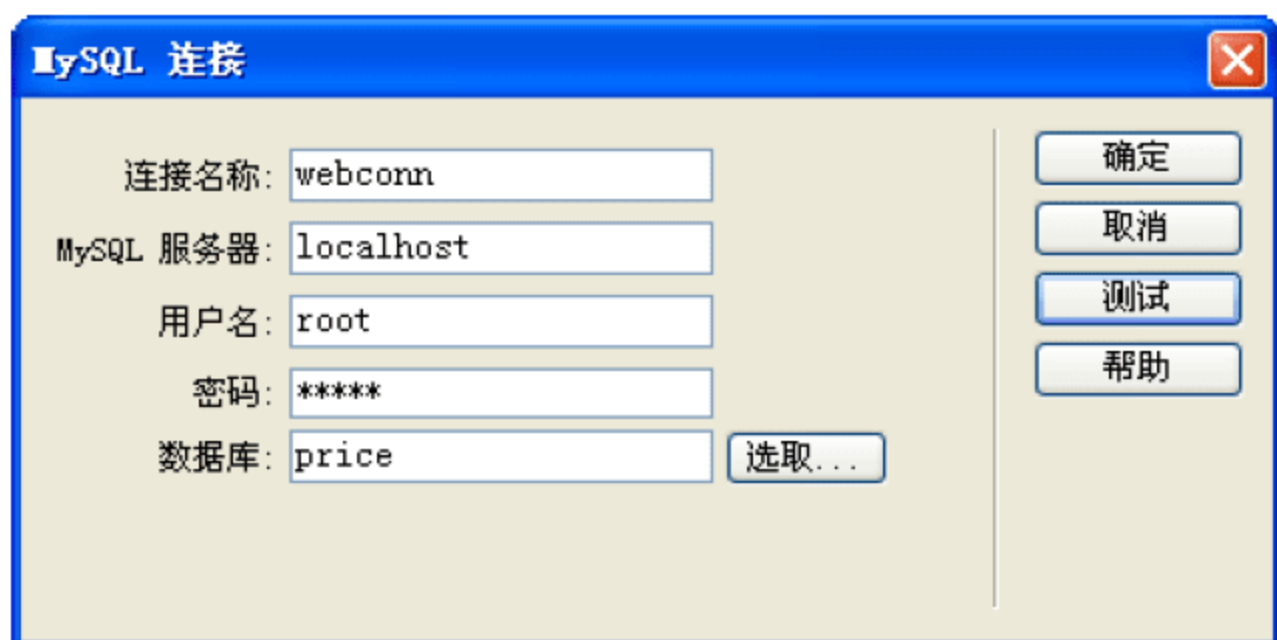 MySQL 连接
连接名称: webconn
MySQL 服务器: localhost
用户名: root
密码: *****
数据库: price 选取...
确定
取消
测试
帮助